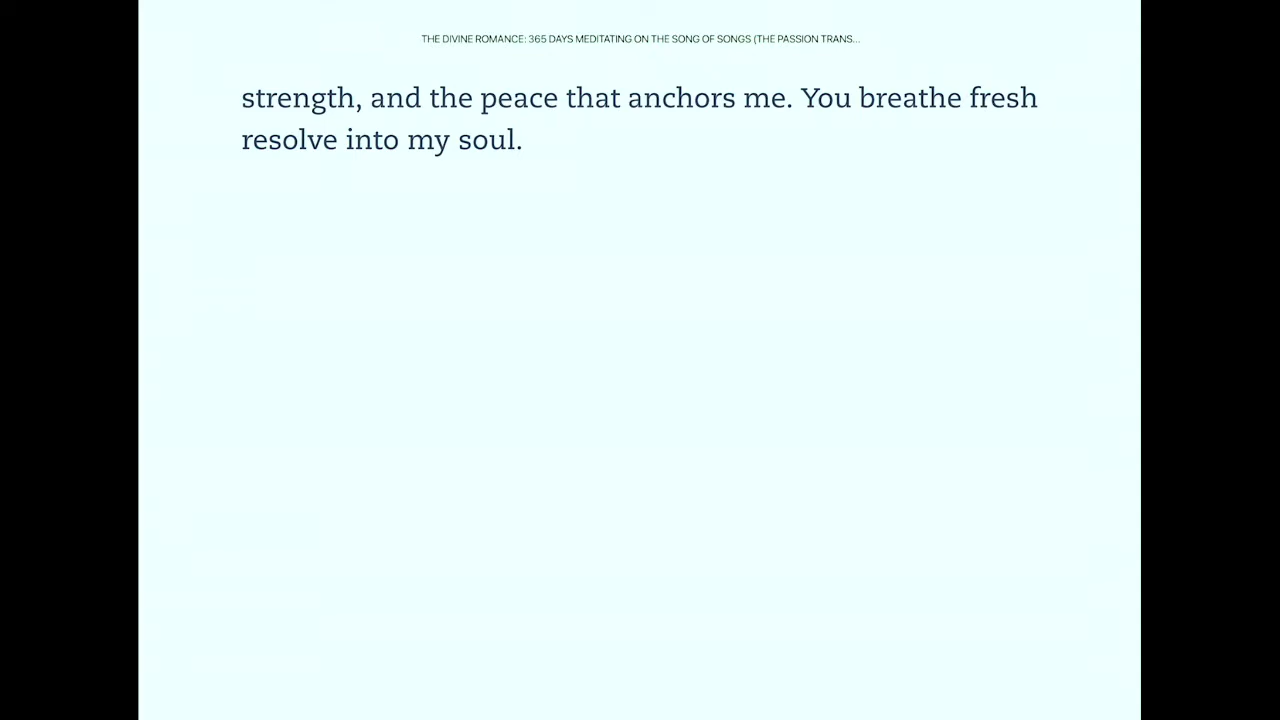 THE DIVINE ROMANCE: 365 DAYS MEDITATING ON THE SONG OF SONGS (THE PASSION TRANS...
strength, and the peace that anchors me. You breathe fresh
resolve into my soul.